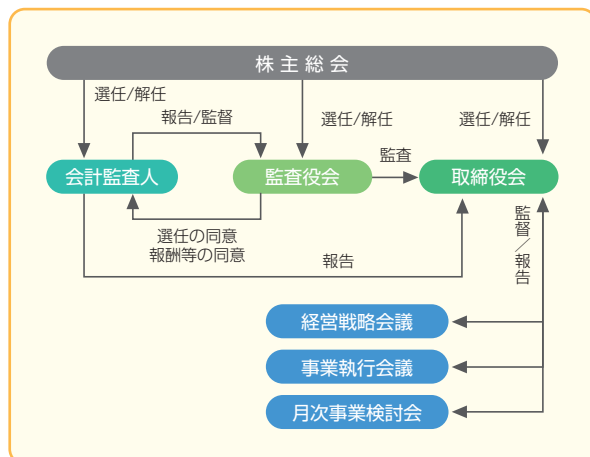 株主総会
選任/解任
報告/監督
選任/解任
選任/解任
監査
会計監査人
監査役会
取締役会
選任の同意
報酬等の同意
報告
監督／報告
経営戦略会議
事業執行会議
月次事業検討会